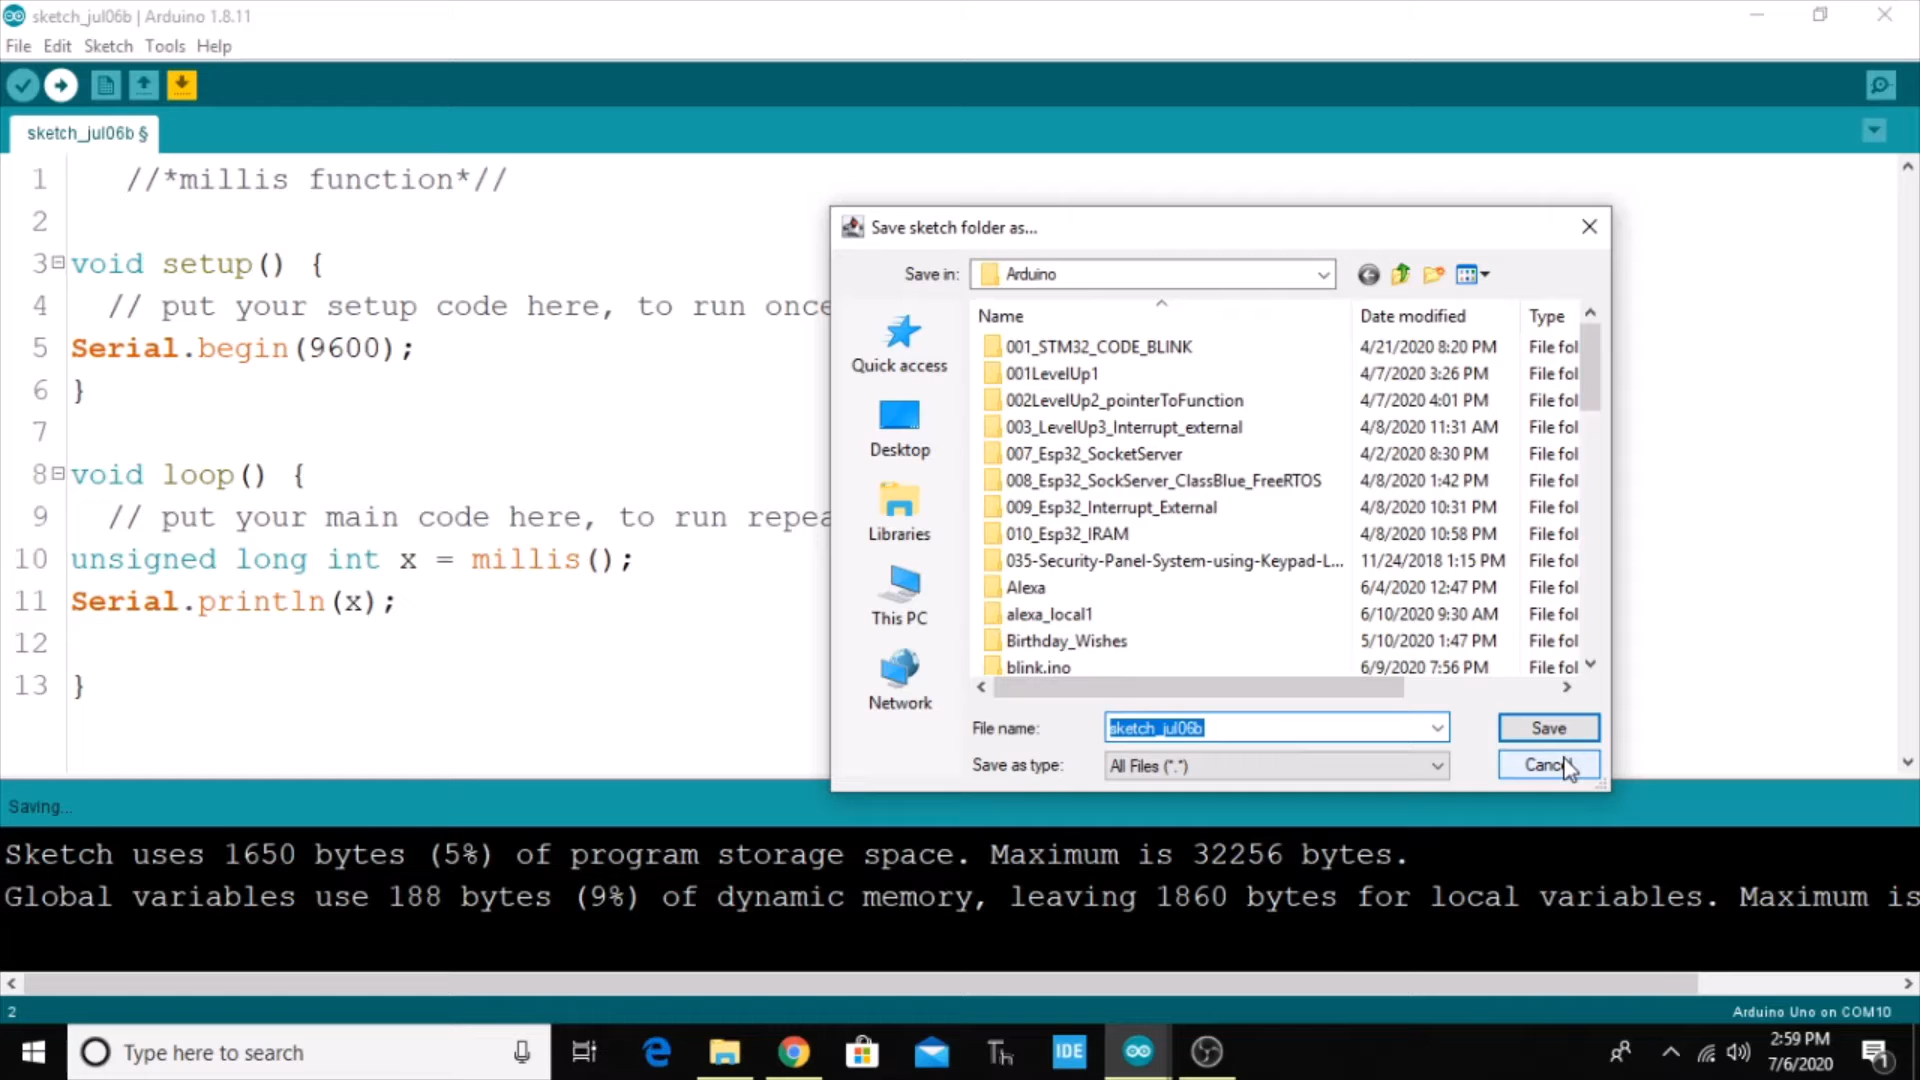 sketch_jul06b | Arduino 1.8.11
File Edit Sketch Tools Help
sketch_jul06b §
1 //*millis function*//
2
3 void setup() {
4 // put your setup code here, to run once
5 Serial.begin(9600);
6 }
7
8 void loop() {
9 // put your main code here, to run repea
10 unsigned long int x = millis();
11 Serial.println(x);
12
13 }
Save sketch folder as...
Save in: Arduino
Quick access
Desktop
Libraries
This PC
Network
Name Date modified Type
001_STM32_CODE_BLINK 4/21/2020 8:20 PM File fol
001LevelUp1 4/7/2020 3:26 PM File fol
002LevelUp2_pointerToFunction 4/7/2020 4:01 PM File fol
003_LevelUp3_Interrupt_external 4/8/2020 11:31 AM File fol
007_Esp32_SocketServer 4/2/2020 8:30 PM File fol
008_Esp32_SockServer_ClassBlue_FreeRTOS 4/8/2020 1:42 PM File fol
009_Esp32_Interrupt_External 4/8/2020 10:31 PM File fol
010_Esp32_IRAM 4/8/2020 10:58 PM File fol
035-Security-Panel-System-using-Keypad-L... 11/24/2018 1:15 PM File fol
Alexa 6/4/2020 12:47 PM File fol
alexa_local1 6/10/2020 9:30 AM File fol
Birthday_Wishes 5/10/2020 1:47 PM File fol
blink.ino 6/9/2020 7:56 PM File fol
File name: sketch_jul06b Save
Save as type: All Files (*.*) Cancel
Saving...
Sketch uses 1650 bytes (5%) of program storage space. Maximum is 32256 bytes.
Global variables use 188 bytes (9%) of dynamic memory, leaving 1860 bytes for local variables. Maximum is
2
Arduino Uno on COM10
Type here to search
Th
IDE
2:59 PM
7/6/2020
1